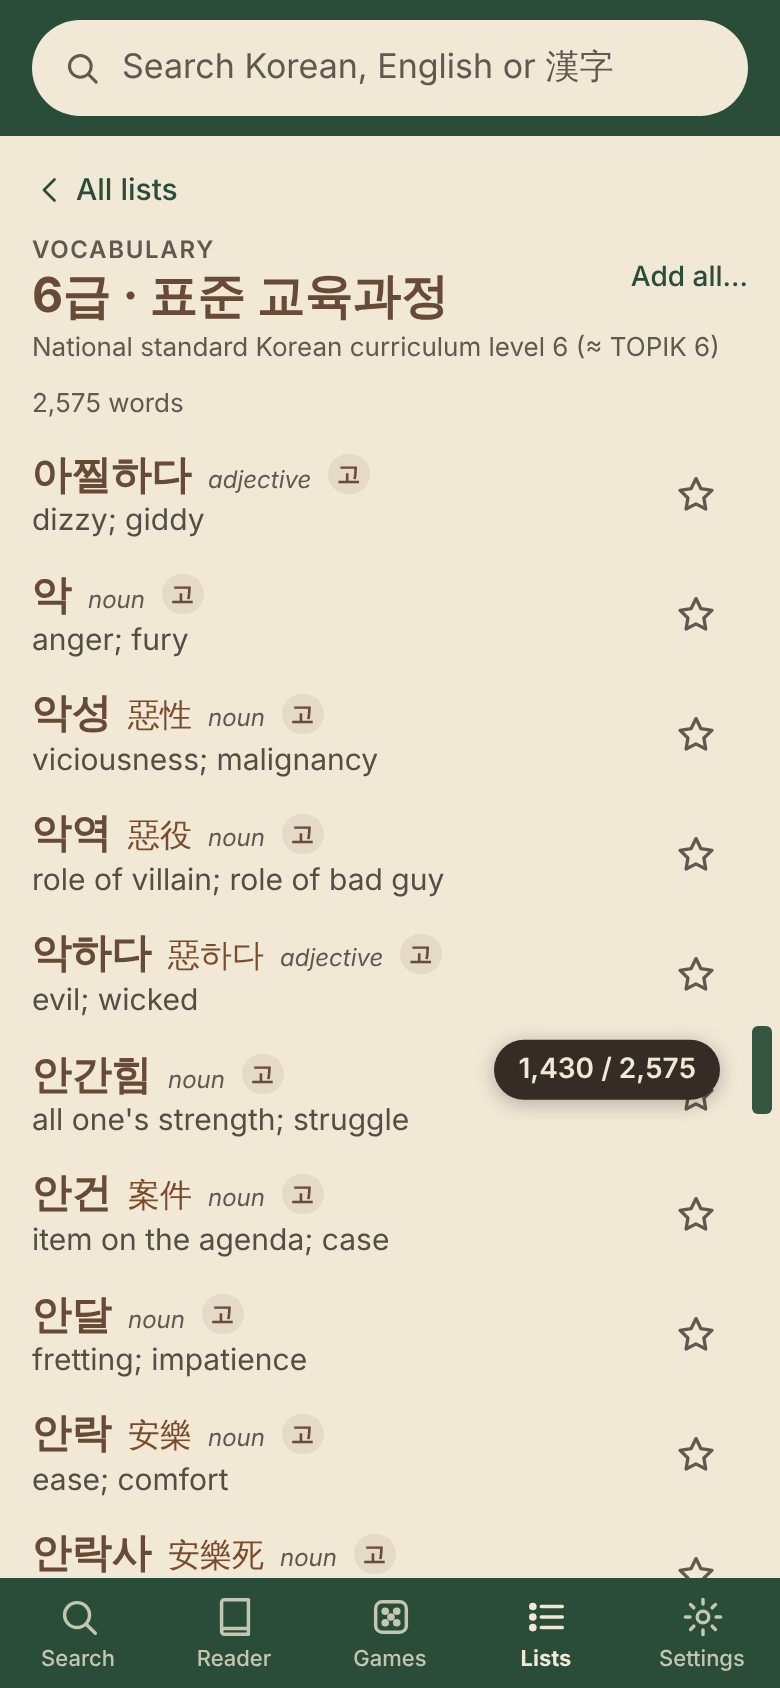 Search Korean, English or 漢字
All lists
VOCABULARY
6급 · 표준 교육과정
Add all...
National standard Korean curriculum level 6 (≈ TOPIK 6)
2,575 words
아찔하다 adjective 고
dizzy; giddy
악 noun 고
anger; fury
악성 惡性 noun 고
viciousness; malignancy
악역 惡役 noun 고
role of villain; role of bad guy
악하다 惡하다 adjective 고
evil; wicked
안간힘 noun 고
1,430 / 2,575
all one's strength; struggle
안건 案件 noun 고
item on the agenda; case
안달 noun 고
fretting; impatience
안락 安樂 noun 고
ease; comfort
안락사 安樂死 noun 고
Search
Reader
Games
Lists
Settings